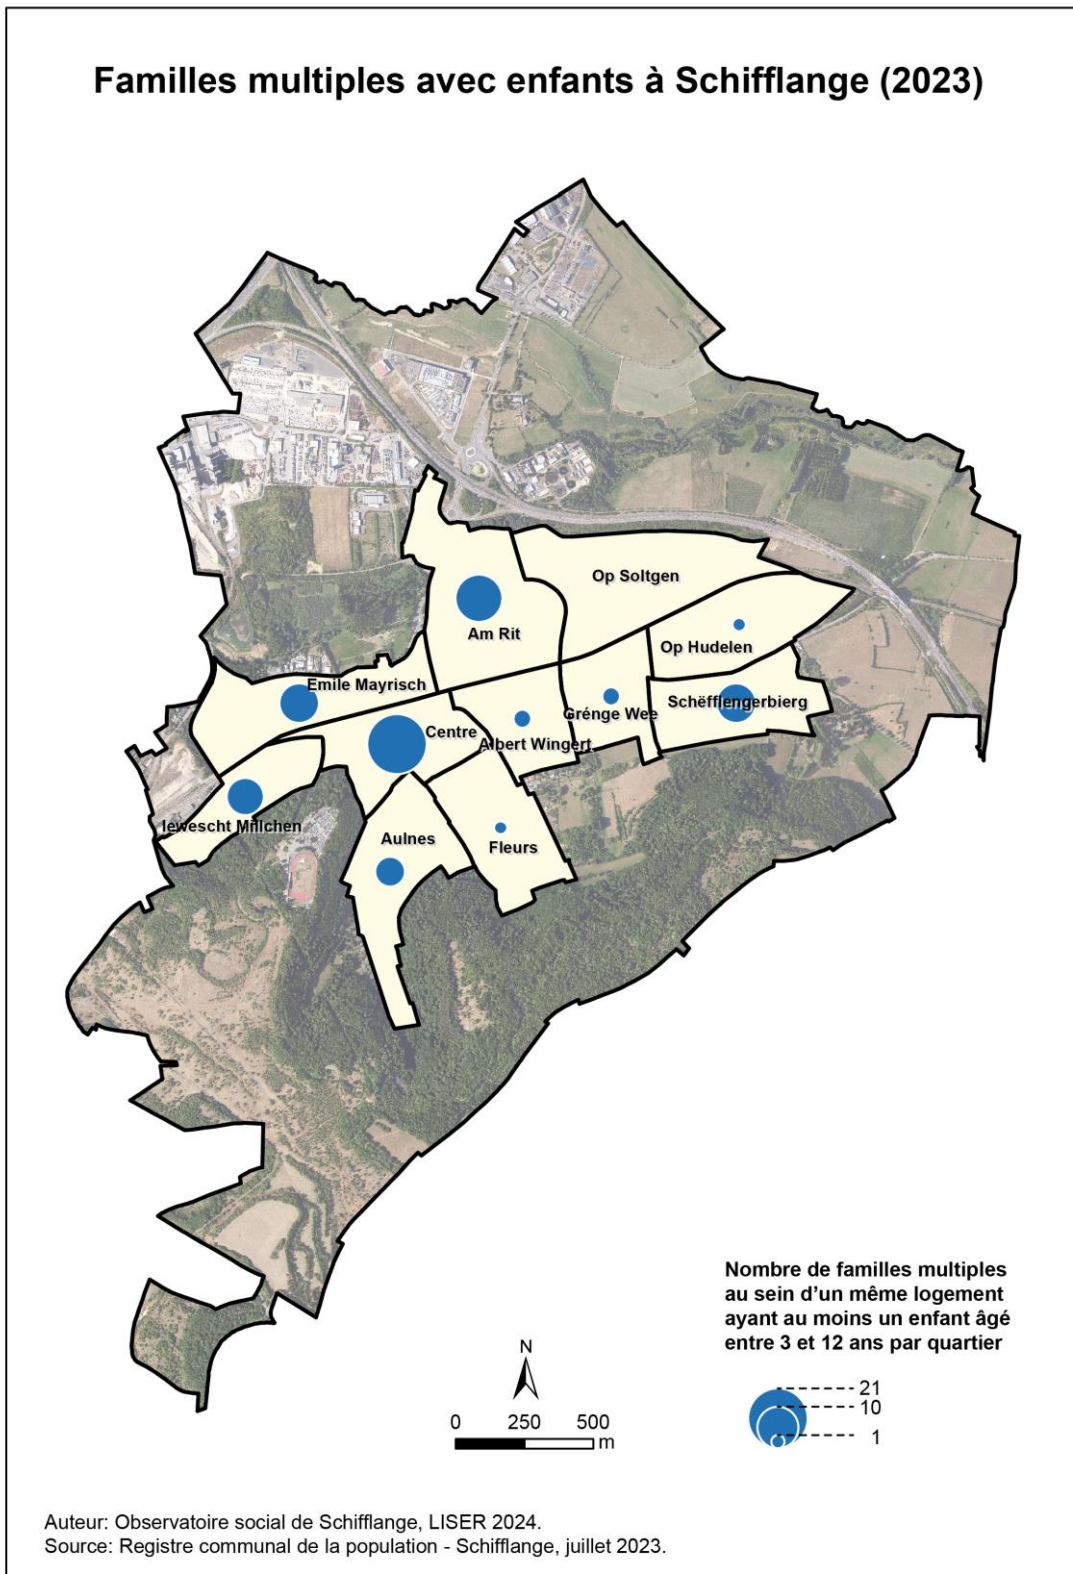 Familles multiples avec enfants à Schifflange (2023)
Op Soltgen
Am Rit
Op Hudelen
Emile Mayrisch
Schëfflengerbierg
Grénge Wee
Centre
Albert Wingert
Iewescht Millchen
Aulnes
Fleurs
Nombre de familles multiples
au sein d'un même logement
ayant au moins un enfant âgé
entre 3 et 12 ans par quartier
21
10
1
N
0 250 500
m
Auteur: Observatoire social de Schifflange, LISER 2024.
Source: Registre communal de la population - Schifflange, juillet 2023.